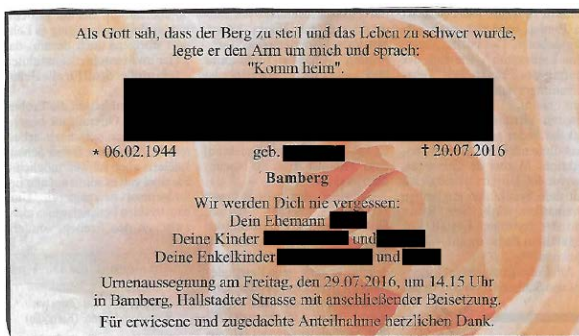 Als Gott sah, dass der Berg zu steil und das Leben zu schwer wurde,
legte er den Arm um mich und sprach:
"Komm heim".
* 06.02.1944 geb. † 20.07.2016
Bamberg
Wir werden Dich nie vergessen:
Dein Ehemann
Deine Kinder und
Deine Enkelkinder und
Urnenaussegnung am Freitag, den 29.07.2016, um 14.15 Uhr
in Bamberg, Hallstadter Strasse mit anschließender Beisetzung.
Für erwiesene und zugedachte Anteilnahme herzlichen Dank.